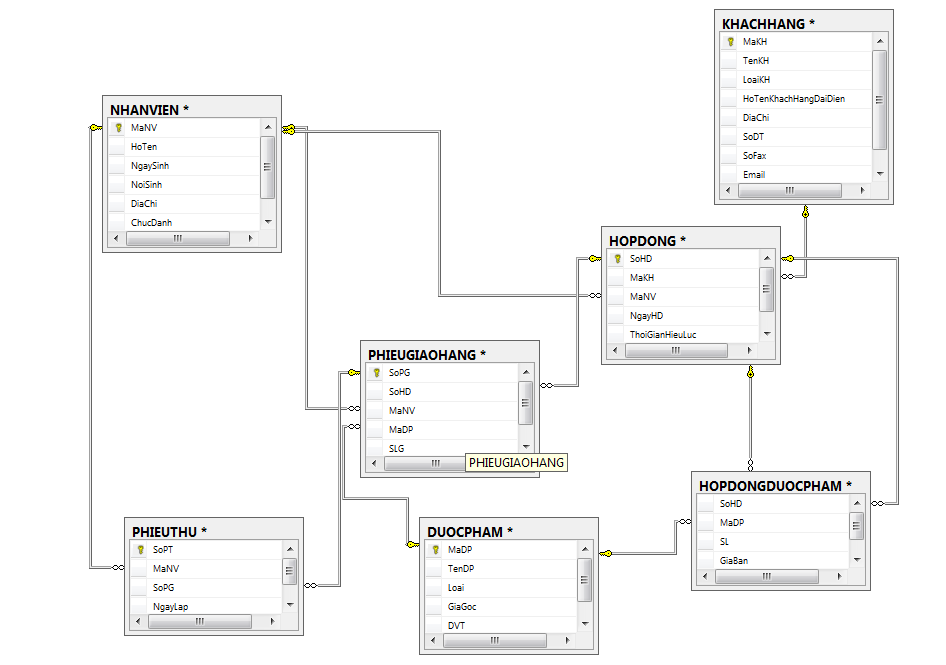 KHACHHANG *
MaKH
TenKH
LoaiKH
HoTenKhachHangDaiDien
DiaChi
SoDT
SoFax
Email
NHANVIEN *
MaNV
HoTen
NgaySinh
NoiSinh
DiaChi
ChucDanh
HOPDONG *
SoHD
MaKH
MaNV
NgayHD
ThoiGianHieuLuc
PHIEUGIAOHANG *
SoPG
SoHD
MaNV
MaDP
SLG
PHIEUGIAOHANG
HOPDONGDUOCPHAM *
SoHD
MaDP
SL
GiaBan
PHIEUTHU *
SoPT
MaNV
SoPG
NgayLap
DUOCPHAM *
MaDP
TenDP
Loai
GiaGoc
DVT